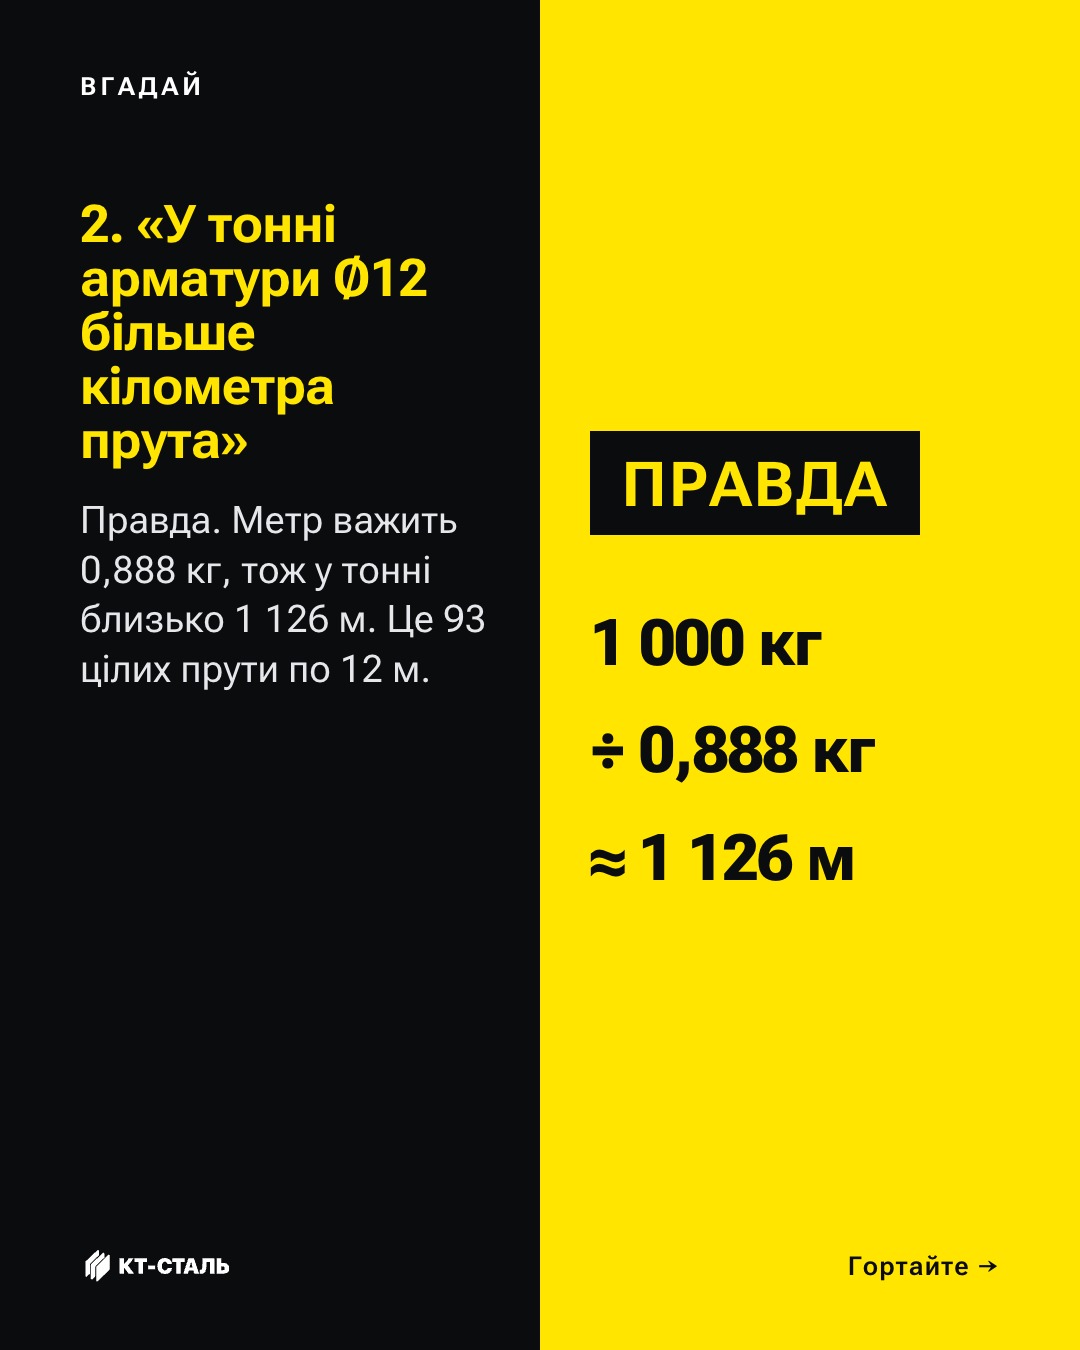 ВГАДАЙ
2. «У тонні
арматури Ø12
більше
кілометра
прута»
Правда. Метр важить
0,888 кг, тож у тонні
близько 1 126 м. Це 93
цілих прути по 12 м.
ПРАВДА
1 000 кг
÷ 0,888 кг
≈ 1 126 м
КТ-СТАЛЬ
Гортайте →